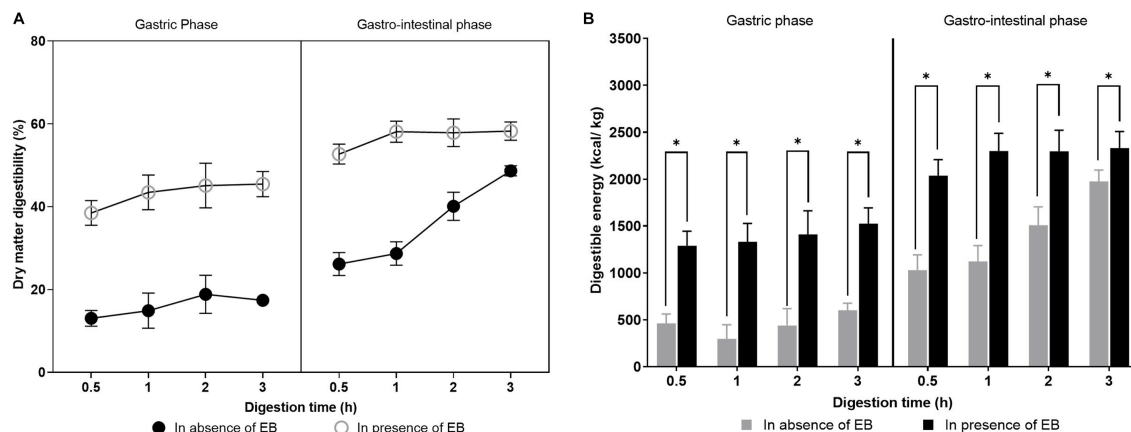 A
Gastric Phase
Gastro-intestinal phase
Dry matter digestibility (%)
80
60
40
20
0
0.5 1 2 3 0.5 1 2 3
Digestion time (h)
In absence of EB In presence of EB
B
Gastric phase
Gastro-intestinal phase
Digestible energy (kcal/ kg)
3500
3000
2500
2000
1500
1000
500
0
* * * * * * * *
0.5 1 2 3 0.5 1 2 3
Digestion time (h)
In absence of EB In presence of EB